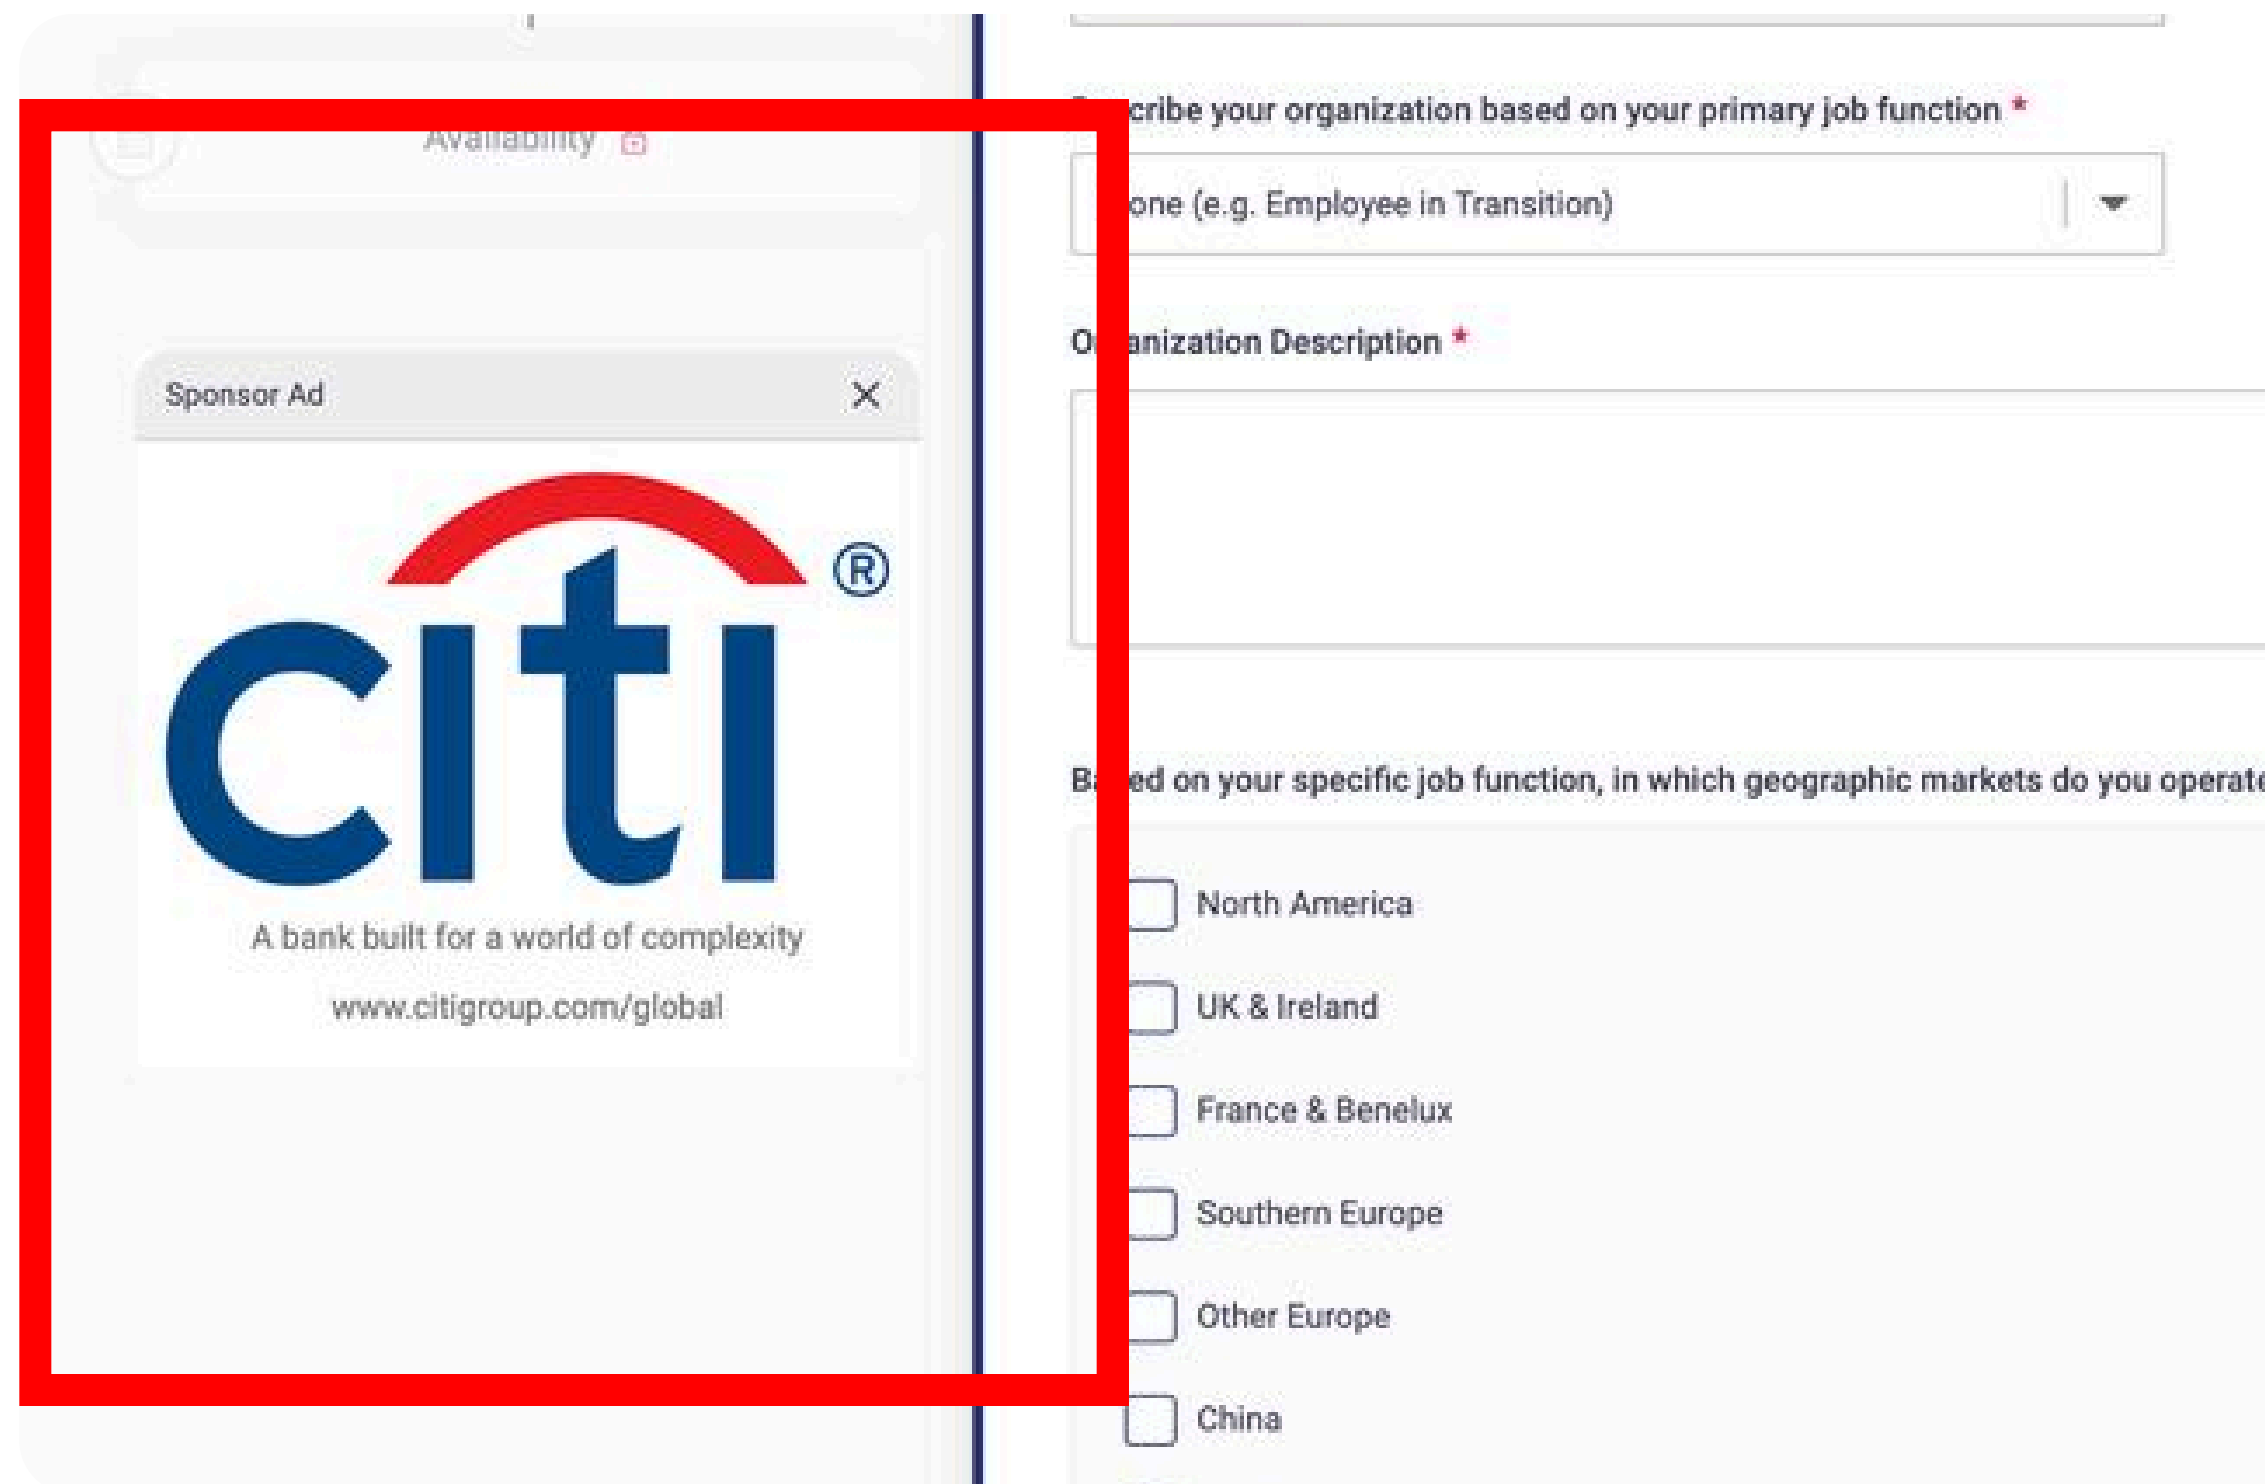 Availability
Sponsor Ad
citi®
A bank built for a world of complexity
www.citigroup.com/global
cribe your organization based on your primary job function *
one (e.g. Employee in Transition)
anization Description *
ed on your specific job function, in which geographic markets do you operate
North America
UK & Ireland
France & Benelux
Southern Europe
Other Europe
China